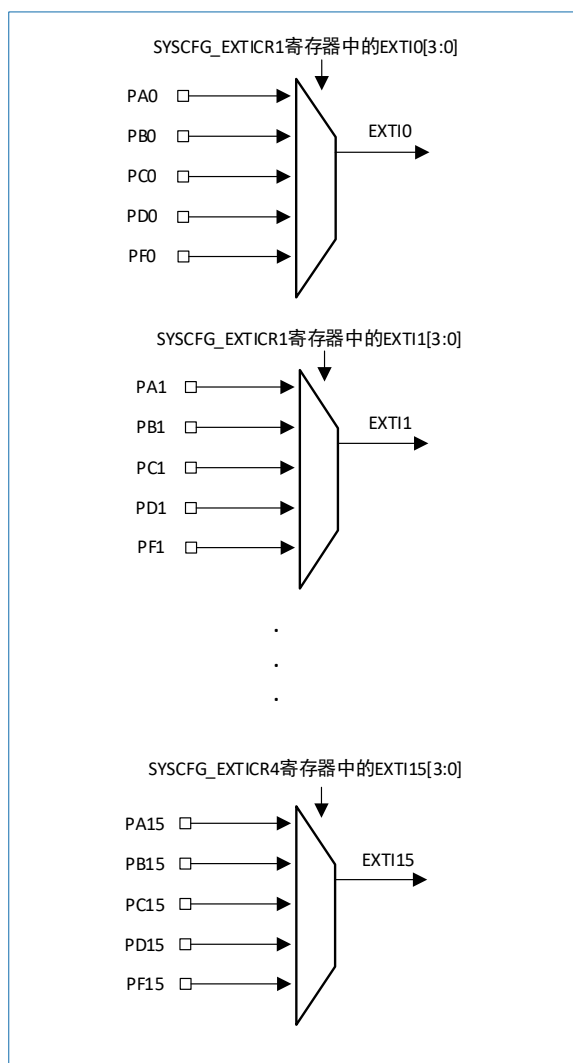 SYSCFG_EXTICR1寄存器中的EXTI0[3:0]
PA0
EXTI0
PB0
PC0
PD0
PF0
SYSCFG_EXTICR1寄存器中的EXTI1[3:0]
PA1
EXTI1
PB1
PC1
PD1
PF1
.
.
.
SYSCFG_EXTICR4寄存器中的EXTI15[3:0]
PA15
EXTI15
PB15
PC15
PD15
PF15